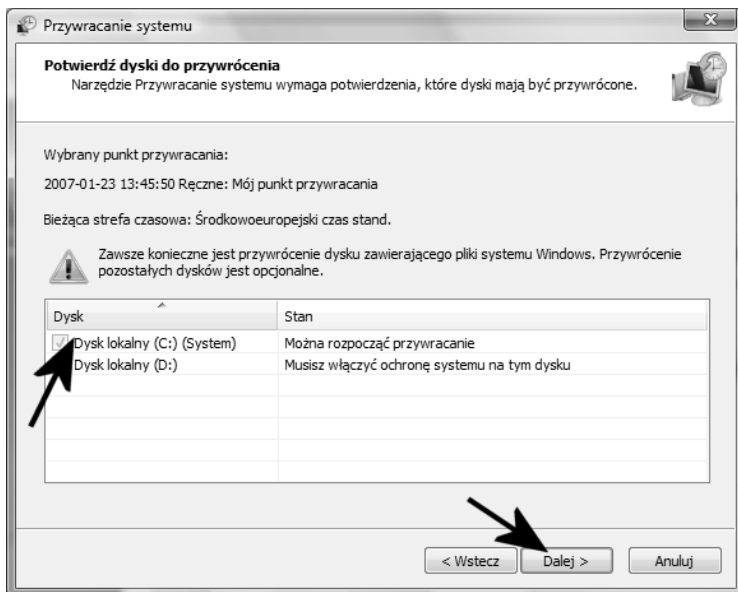 Przywracanie systemu
Potwierdź dyski do przywrócenia
Narzędzie Przywracanie systemu wymaga potwierdzenia, które dyski mają być przywrócone.
Wybrany punkt przywracania:
2007-01-23 13:45:50 Ręczne: Mój punkt przywracania
Bieżąca strefa czasowa: Środkowoeuropejski czas stand.
Zawsze konieczne jest przywrócenie dysku zawierającego pliki systemu Windows. Przywrócenie
pozostałych dysków jest opcjonalne.
Dysk Stan
Dysk lokalny (C:) (System) Można rozpocząć przywracanie
Dysk lokalny (D:) Musisz włączyć ochronę systemu na tym dysku
< Wstecz Dalej > Anuluj